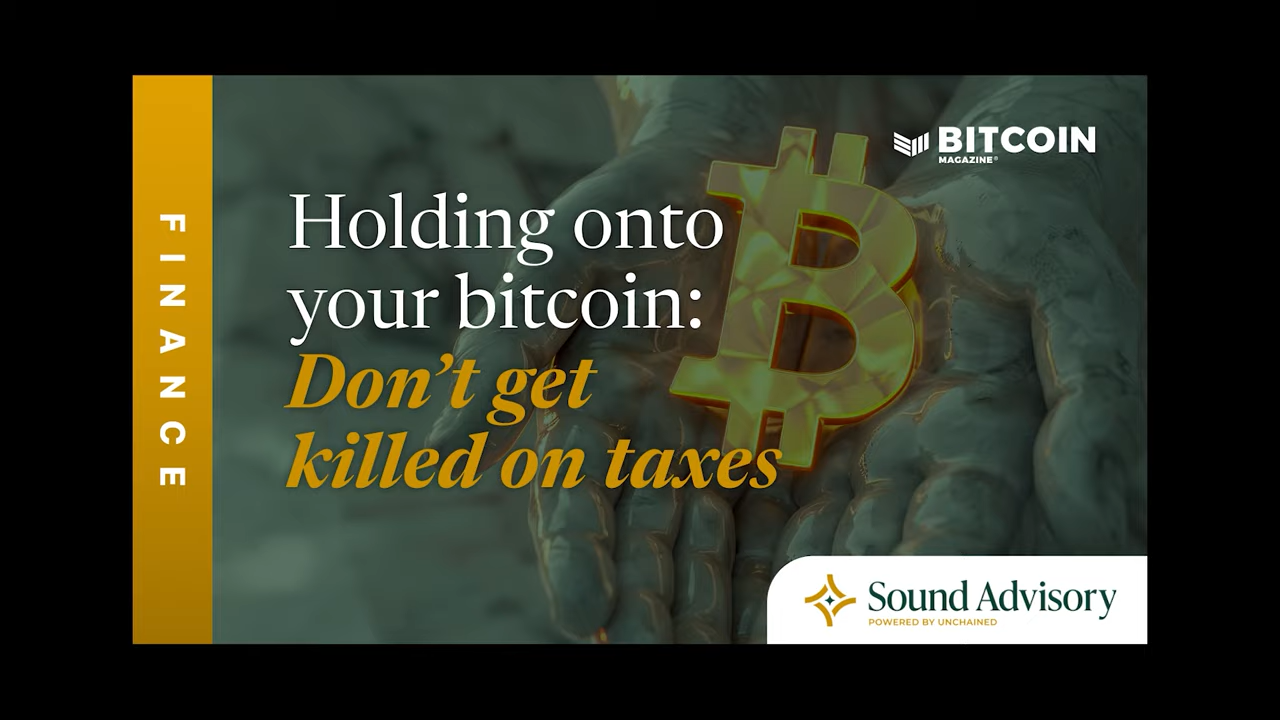 FINANCE
BITCOIN
MAGAZINE®
Holding onto
your bitcoin:
Don't get
killed on taxes
Sound Advisory
POWERED BY UNCHAINED